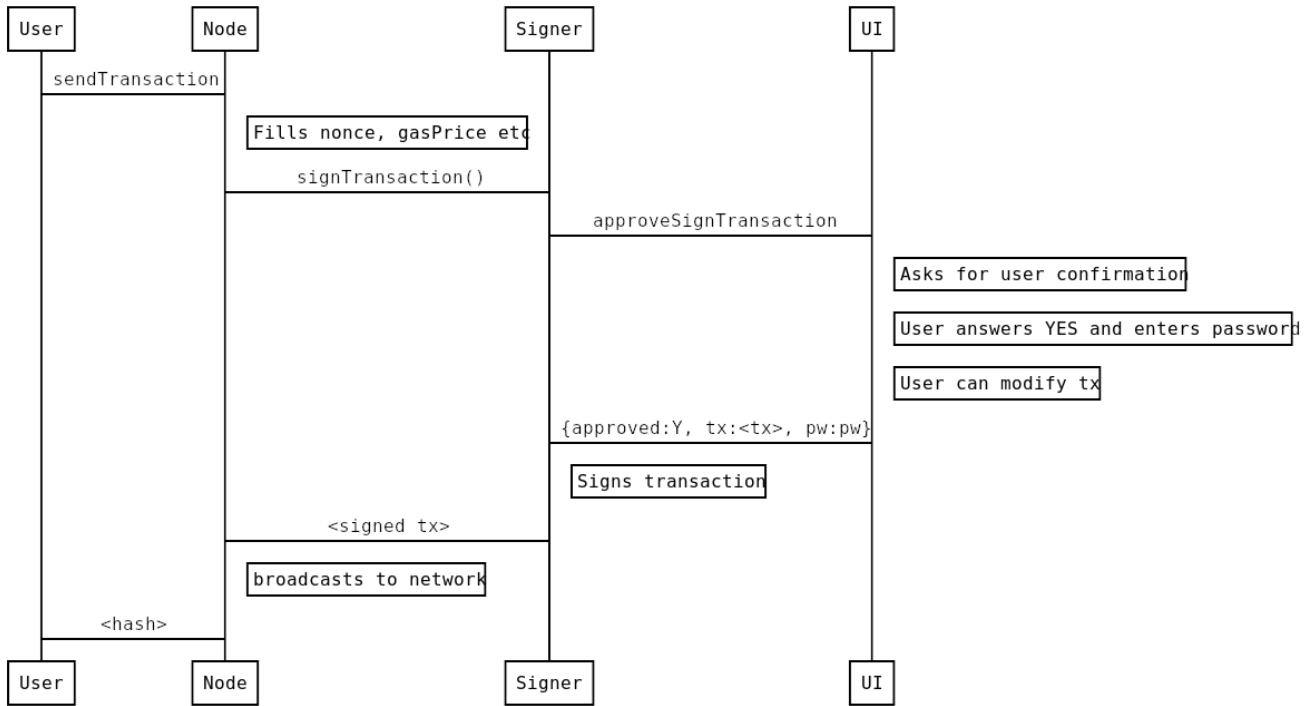 User Node Signer UI
sendTransaction
Fills nonce, gasPrice etc
signTransaction()
approveSignTransaction
Asks for user confirmation
User answers YES and enters password
User can modify tx
{approved:Y, tx:<tx>, pw:pw}
Signs transaction
<signed tx>
broadcasts to network
<hash>
User Node Signer UI